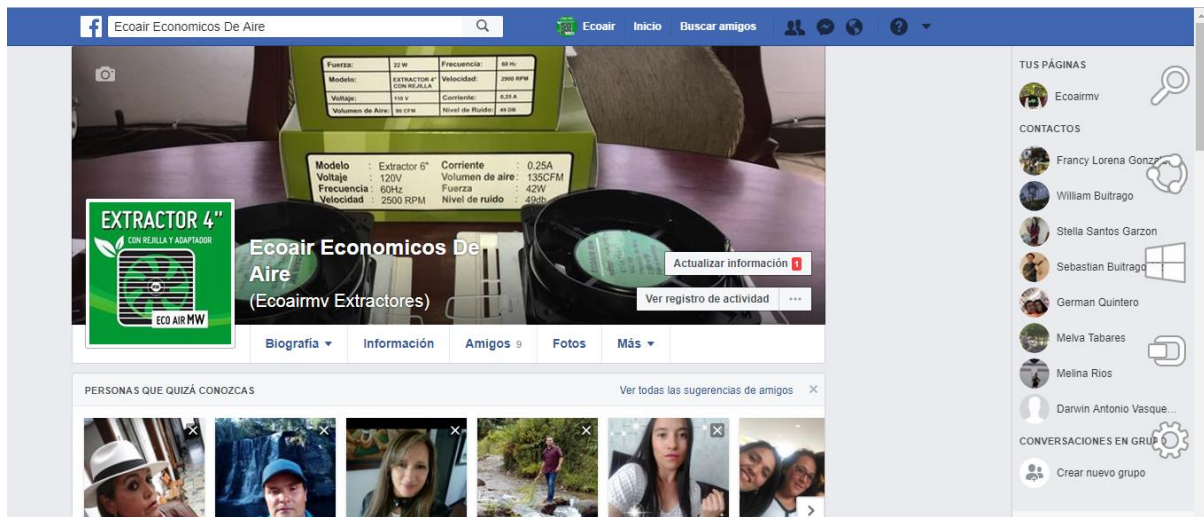 Ecoair Economicos De Aire
Ecoair Inicio Buscar amigos
Fuerza: 22 W Frecuencia: 60 Hz
Modelo: EXTRACTOR 4" CON REJILLA Velocidad: 2500 RPM
Voltaje: 110 V Corriente: 0,25 A
Volumen de Aire: 90 CFM Nivel de Ruido: 45 DB
Modelo : Extractor 6" Corriente : 0.25A
Voltaje : 120V Volumen de aire : 135CFM
Frecuencia : 60Hz Fuerza : 42W
Velocidad : 2500 RPM Nivel de ruido : 49db
EXTRACTOR 4"
CON REJILLA Y ADAPTADOR
ECO AIR MW
Ecoair Economicos De
Aire
(Ecoairmv Extractores)
Actualizar información 1
Ver registro de actividad ...
Biografía Información Amigos 9 Fotos Más
PERSONAS QUE QUIZÁ CONOZCAS Ver todas las sugerencias de amigos
TUS PÁGINAS
Ecoairmv
CONTACTOS
Francy Lorena
William Buitrago
Stella Santos Garzon
Sebastian Buitrago
German Quintero
Melva Tabares
Melina Rios
Darwin Antonio Vasque...
CONVERSACIONES EN GRUPO
Crear nuevo grupo